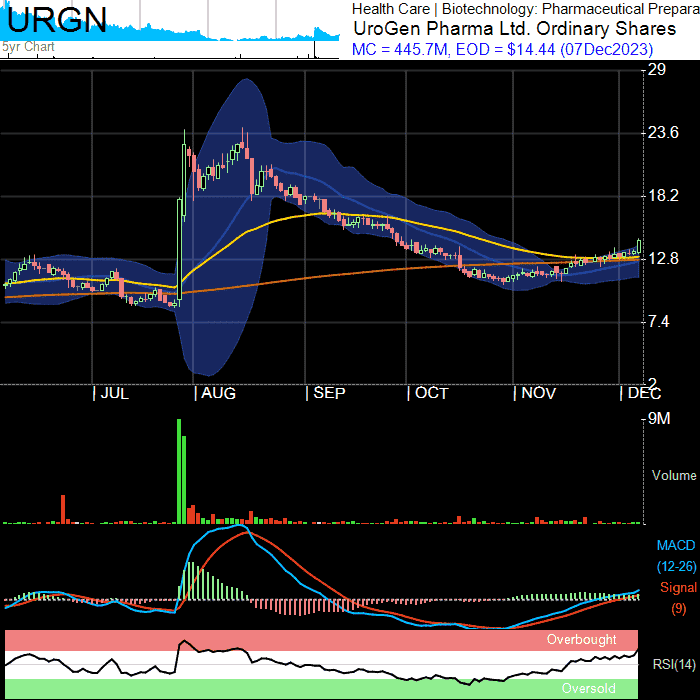 URGN
5yr Chart
Health Care | Biotechnology: Pharmaceutical Prepara
UroGen Pharma Ltd. Ordinary Shares
MC = 445.7M, EOD = $14.44 (07Dec2023)
29
23.6
18.2
12.8
7.4
2
| JUL | AUG | SEP | OCT | NOV | DEC
9M
Volume
MACD
(12-26)
Signal
(9)
Overbought
RSI(14)
Oversold